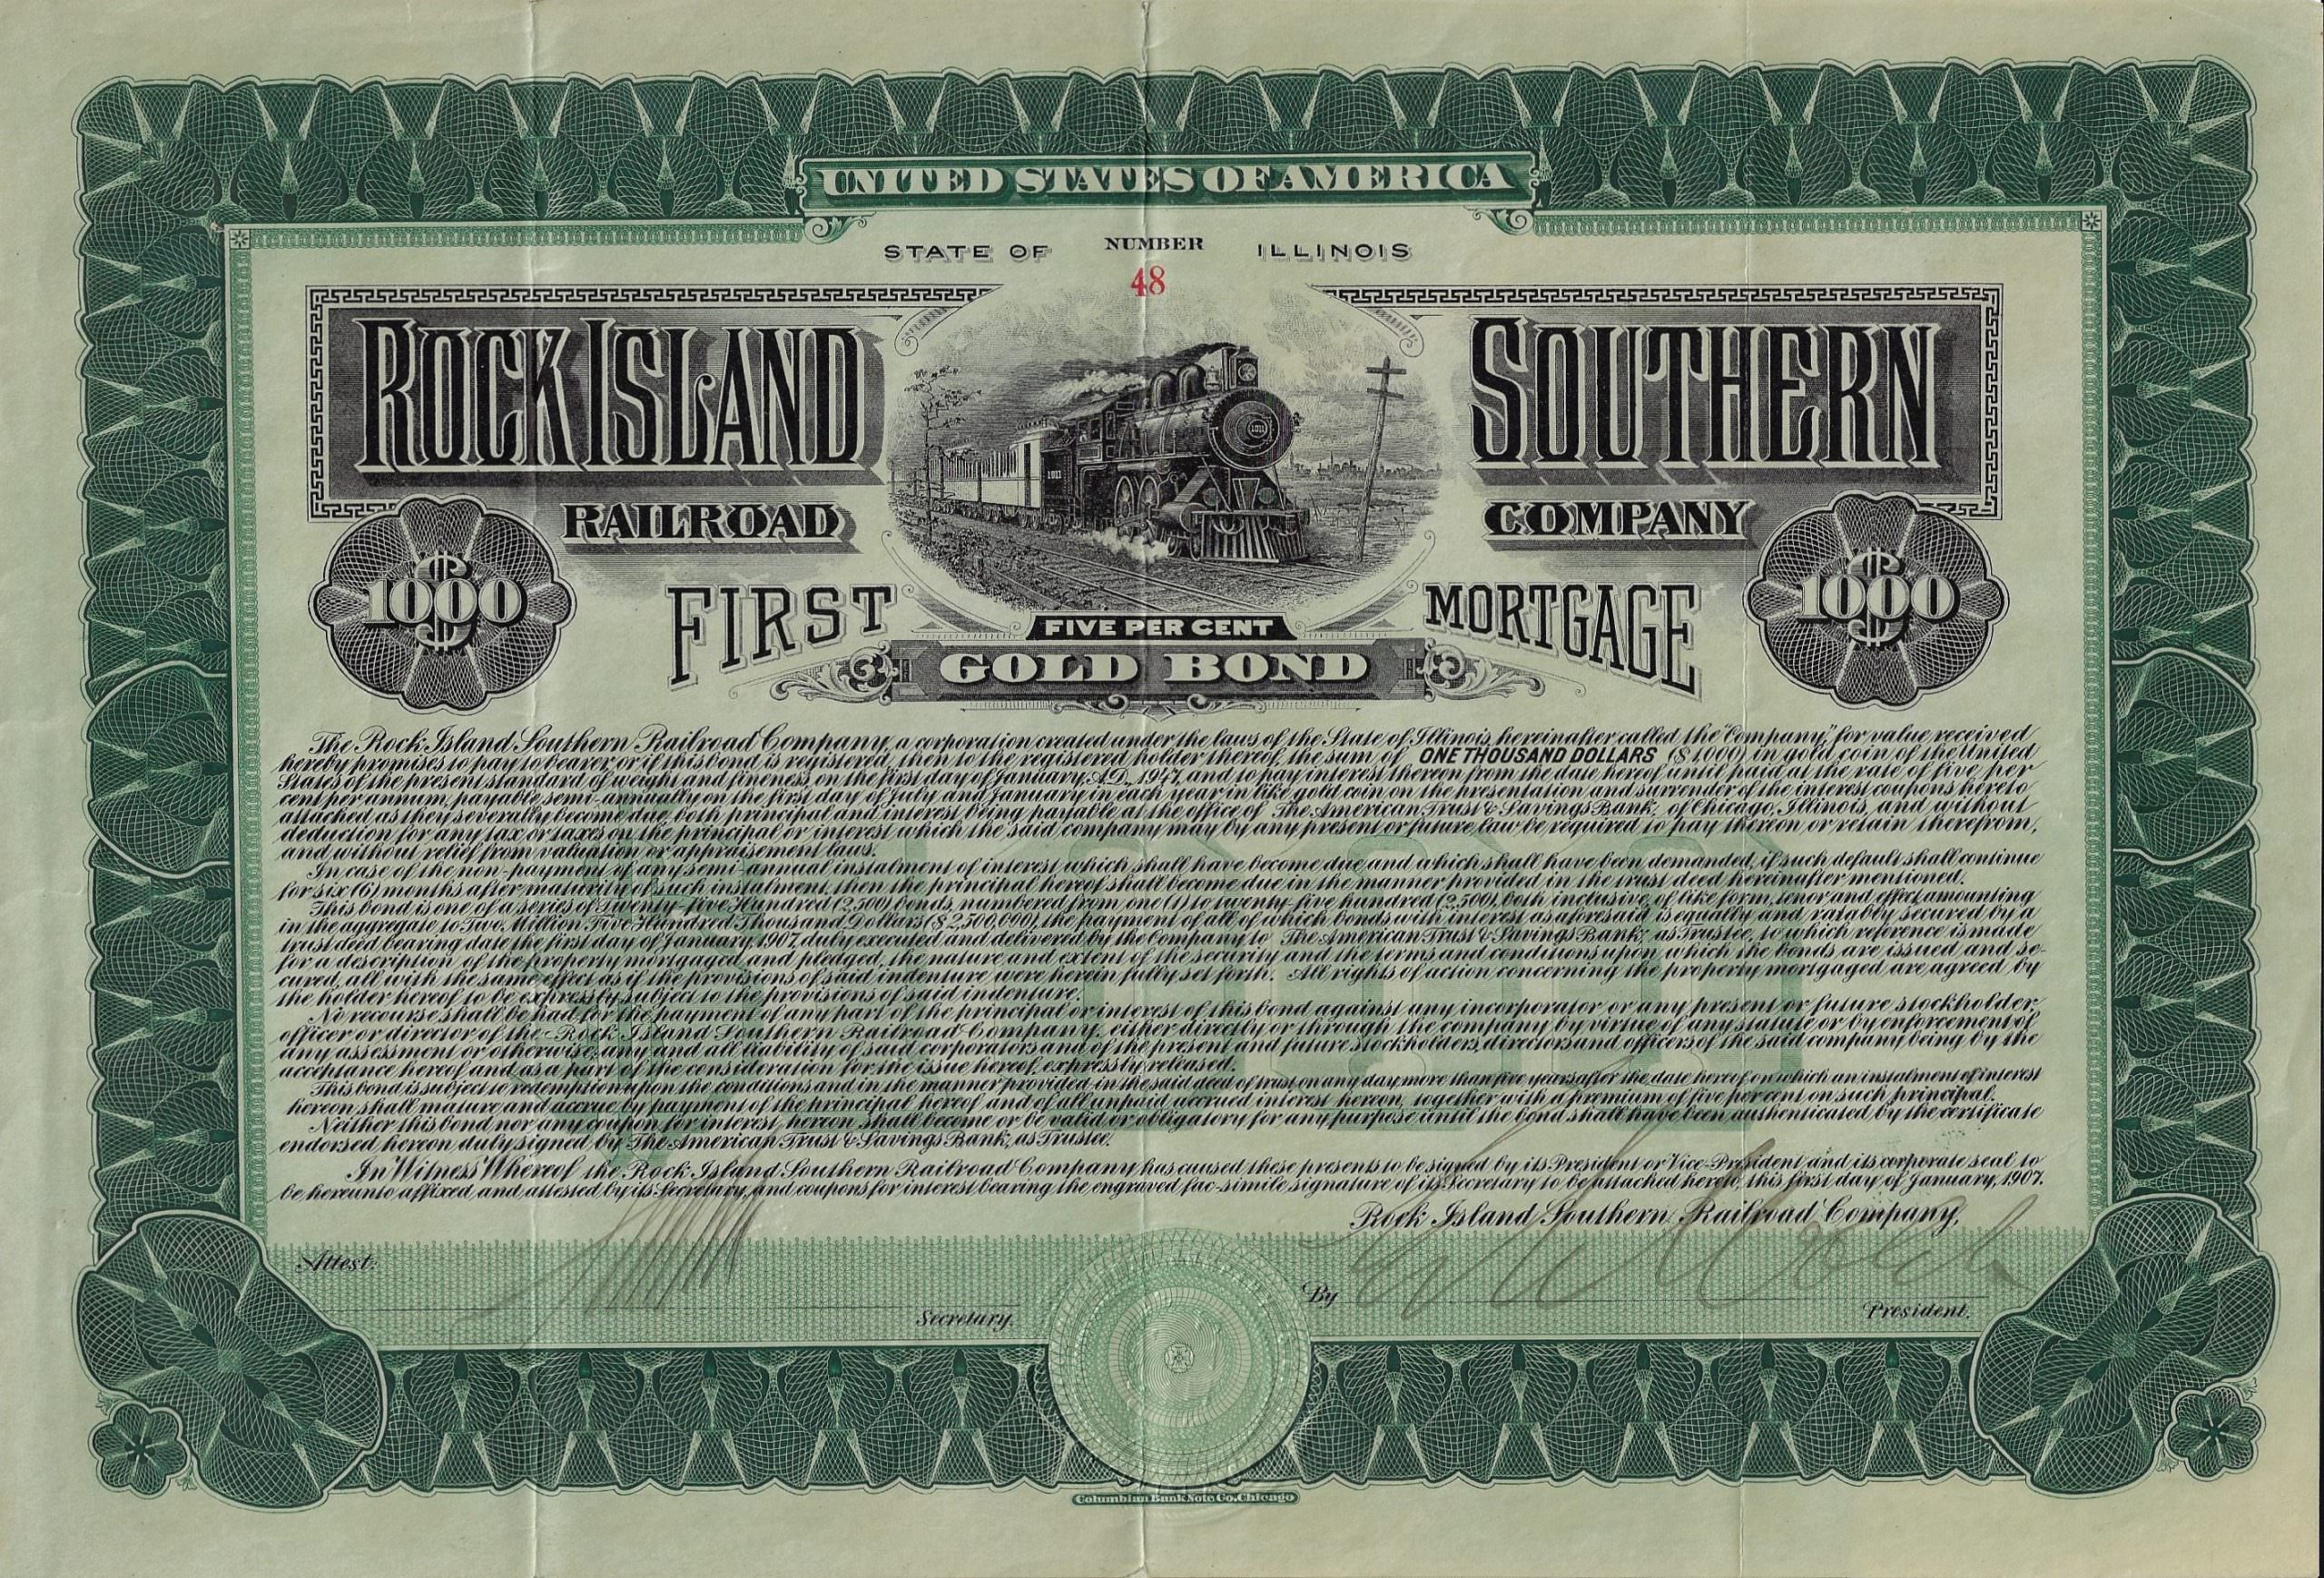 UNITED STATES OF AMERICA
STATE OF NUMBER ILLINOIS
48
ROCK ISLAND SOUTHERN
RAILROAD COMPANY
1011
1011
$1000 $1000
FIRST MORTGAGE
FIVE PER CENT
GOLD BOND
The Rock Island Southern Railroad Company, a corporation created under the laws of the State of Illinois, hereinafter called the "Company," for value received
hereby promises to pay to bearer, or if this bond is registered, then to the registered holder thereof, the sum of ONE THOUSAND DOLLARS ($1,000) in gold coin of the United
States of the present standard of weight and fineness on the first day of January, A.D., 1947, and to pay interest thereon from the date hereof until paid at the rate of five per
cent per annum, payable semi-annually on the first day of July and January in each year in like gold coin on the presentation and surrender of the interest coupons hereto
attached as they severally become due, both principal and interest being payable at the office of The American Trust & Savings Bank, of Chicago, Illinois, and without
deduction for any tax or taxes on the principal or interest which the said company may by any present or future law be required to pay thereon or retain therefrom,
and without relief from valuation or appraisement laws.
In case of the non-payment of any semi-annual instalment of interest which shall have become due and which shall have been demanded, if such default shall continue
for six (6) months after maturity of such instalment, then the principal hereof shall become due in the manner provided in the trust deed hereinafter mentioned.
This bond is one of a series of Twenty-five Hundred (2,500) bonds, numbered from one (1) to twenty-five hundred (2,500), both inclusive, of like form, tenor and effect, amounting
in the aggregate to Two Million Five Hundred Thousand Dollars ($2,500,000), the payment of all of which bonds with interest as aforesaid is equally and ratably secured by a
trust deed bearing date the first day of January, 1907, duly executed and delivered by the Company to The American Trust & Savings Bank, as Trustee, to which reference is made
for a description of the property mortgaged and pledged, the nature and extent of the security and the terms and conditions upon which the bonds are issued and se-
cured, all with the same effect as if the provisions of said indenture were herein fully set forth. All rights of action concerning the property mortgaged are agreed by
the holder hereof to be expressly subject to the provisions of said indenture.
No recourse shall be had for the payment of any part of the principal or interest of this bond against any incorporator or any present or future stockholder,
officer or director of the Rock Island Southern Railroad Company, either directly or through the company by virtue of any statute or by enforcement of
any assessment or otherwise, any and all liability of said corporators and of the present and future stockholders, directors and officers of the said company being by the
acceptance hereof and as a part of the consideration for the issue hereof, expressly released.
This bond is subject to redemption upon the conditions and in the manner provided in the said deed of trust on any day more than five years after the date hereof on which an instalment of interest
hereon shall mature and accrue by payment of the principal hereof and of all unpaid accrued interest hereon, together with a premium of five per cent on such principal.
Neither this bond nor any coupon for interest hereon shall become or be valid or obligatory for any purpose until the bond shall have been authenticated by the certificate
endorsed hereon duly signed by The American Trust & Savings Bank, as Trustee.
In Witness Whereof the Rock Island Southern Railroad Company has caused these presents to be signed by its President or Vice-President and its corporate seal to
be hereunto affixed and attested by its Secretary, and coupons for interest bearing the engraved fac-simile signature of its Secretary to be attached hereto, this first day of January, 1907.
Rock Island Southern Railroad Company,
Attest:
Secretary.
By
President.
Columbian Bank Note Co. Chicago